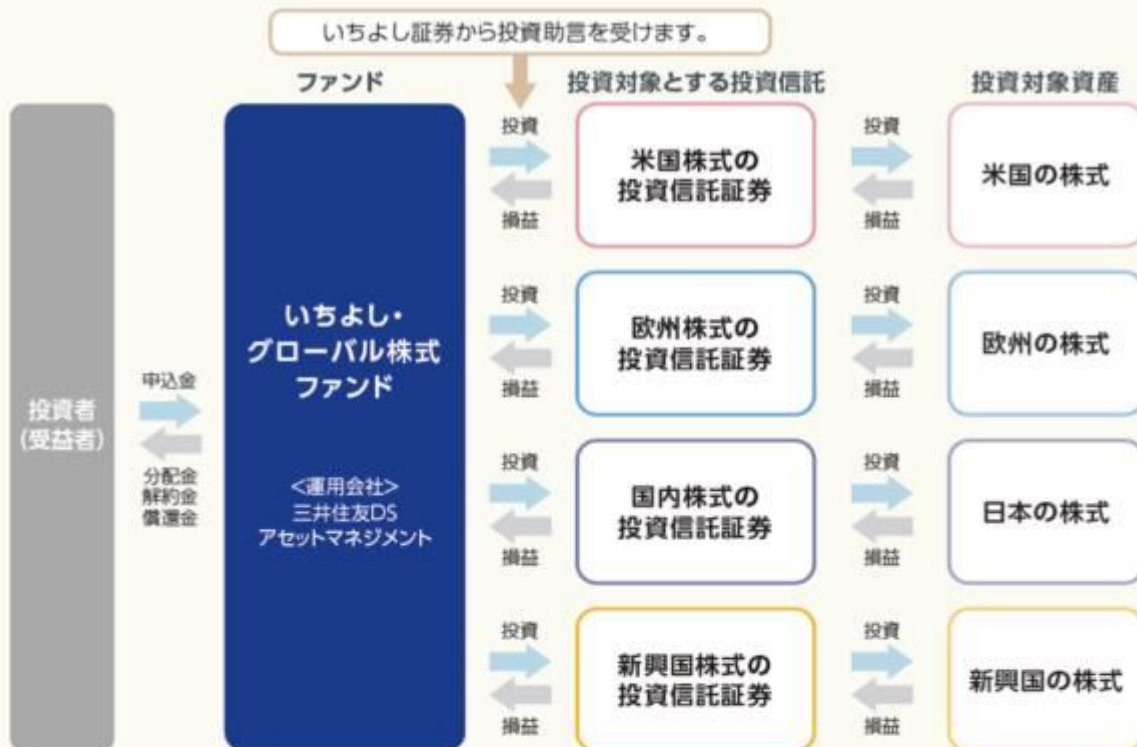 いちよし証券から投資助言を受けます。
ファンド
投資対象とする投資信託
投資対象資産
投資者
(受益者)
申込金
分配金
解約金
償還金
いちよし・
グローバル株式
ファンド
<運用会社>
三井住友DS
アセットマネジメント
投資
損益
米国株式の
投資信託証券
投資
損益
米国の株式
投資
損益
欧州株式の
投資信託証券
投資
損益
欧州の株式
投資
損益
国内株式の
投資信託証券
投資
損益
日本の株式
投資
損益
新興国株式の
投資信託証券
投資
損益
新興国の株式